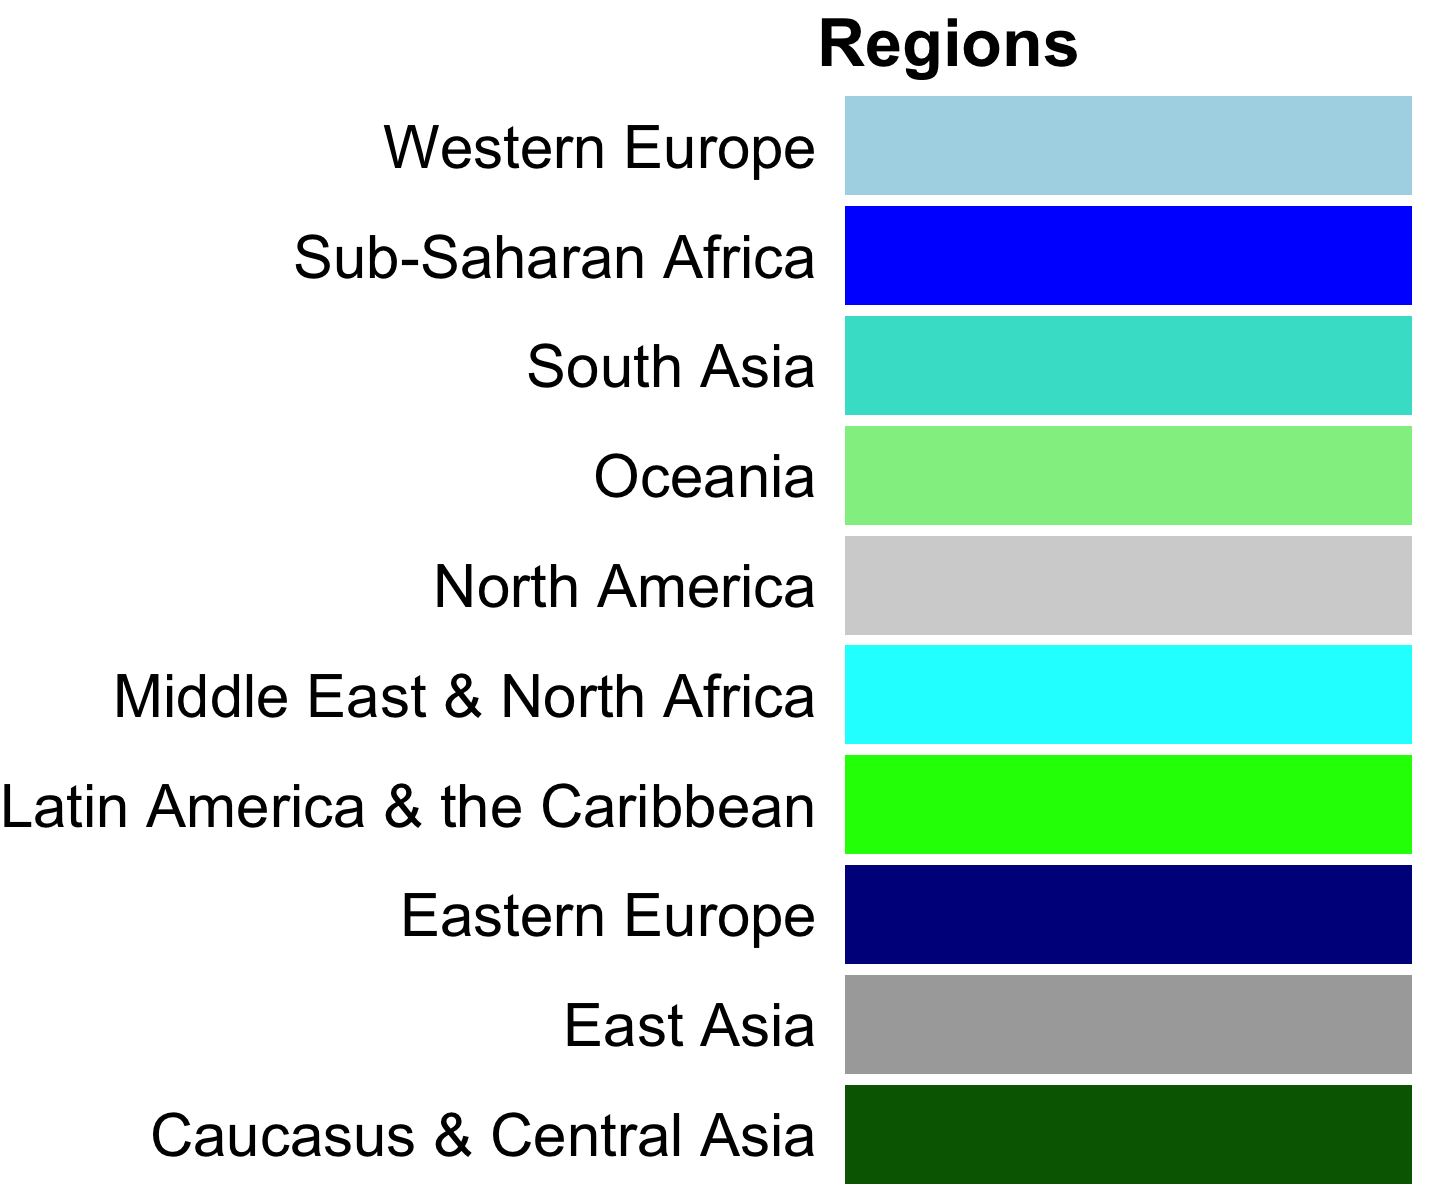 Regions
Western Europe
Sub-Saharan Africa
South Asia
Oceania
North America
Middle East & North Africa
Latin America & the Caribbean
Eastern Europe
East Asia
Caucasus & Central Asia